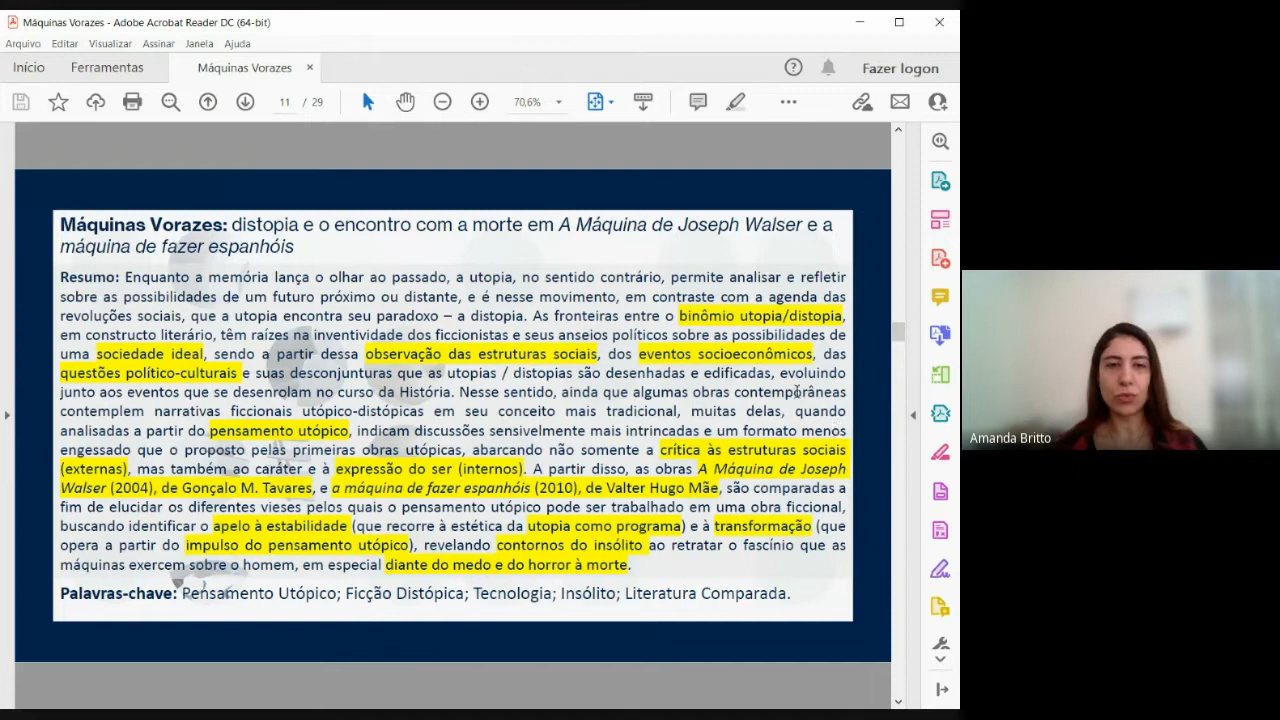 Máquinas Vorazes - Adobe Acrobat Reader DC (64-bit)
Arquivo Editar Visualizar Assinar Janela Ajuda
Início Ferramentas Máquinas Vorazes × Fazer logon
11 / 29 70,6%
Máquinas Vorazes: distopia e o encontro com a morte em A Máquina de Joseph Walser e a
máquina de fazer espanhóis
Resumo: Enquanto a memória lança o olhar ao passado, a utopia, no sentido contrário, permite analisar e refletir
sobre as possibilidades de um futuro próximo ou distante, e é nesse movimento, em contraste com a agenda das
revoluções sociais, que a utopia encontra seu paradoxo – a distopia. As fronteiras entre o binômio utopia/distopia,
em constructo literário, têm raízes na inventividade dos ficcionistas e seus anseios políticos sobre as possibilidades de
uma sociedade ideal, sendo a partir dessa observação das estruturas sociais, dos eventos socioeconômicos, das
questões político-culturais e suas desconjunturas que as utopias / distopias são desenhadas e edificadas, evoluindo
junto aos eventos que se desenrolam no curso da História. Nesse sentido, ainda que algumas obras contemporâneas
contemplem narrativas ficcionais utópico-distópicas em seu conceito mais tradicional, muitas delas, quando
analisadas a partir do pensamento utópico, indicam discussões sensivelmente mais intrincadas e um formato menos
engessado que o proposto pelas primeiras obras utópicas, abarcando não somente a crítica às estruturas sociais
(externas), mas também ao caráter e à expressão do ser (internos). A partir disso, as obras A Máquina de Joseph
Walser (2004), de Gonçalo M. Tavares, e a máquina de fazer espanhóis (2010), de Valter Hugo Mãe, são comparadas a
fim de elucidar os diferentes vieses pelos quais o pensamento utópico pode ser trabalhado em uma obra ficcional,
buscando identificar o apelo à estabilidade (que recorre à estética da utopia como programa) e à transformação (que
opera a partir do impulso do pensamento utópico), revelando contornos do insólito ao retratar o fascínio que as
máquinas exercem sobre o homem, em especial diante do medo e do horror à morte.
Palavras-chave: Pensamento Utópico; Ficção Distópica; Tecnologia; Insólito; Literatura Comparada.
Amanda Britto